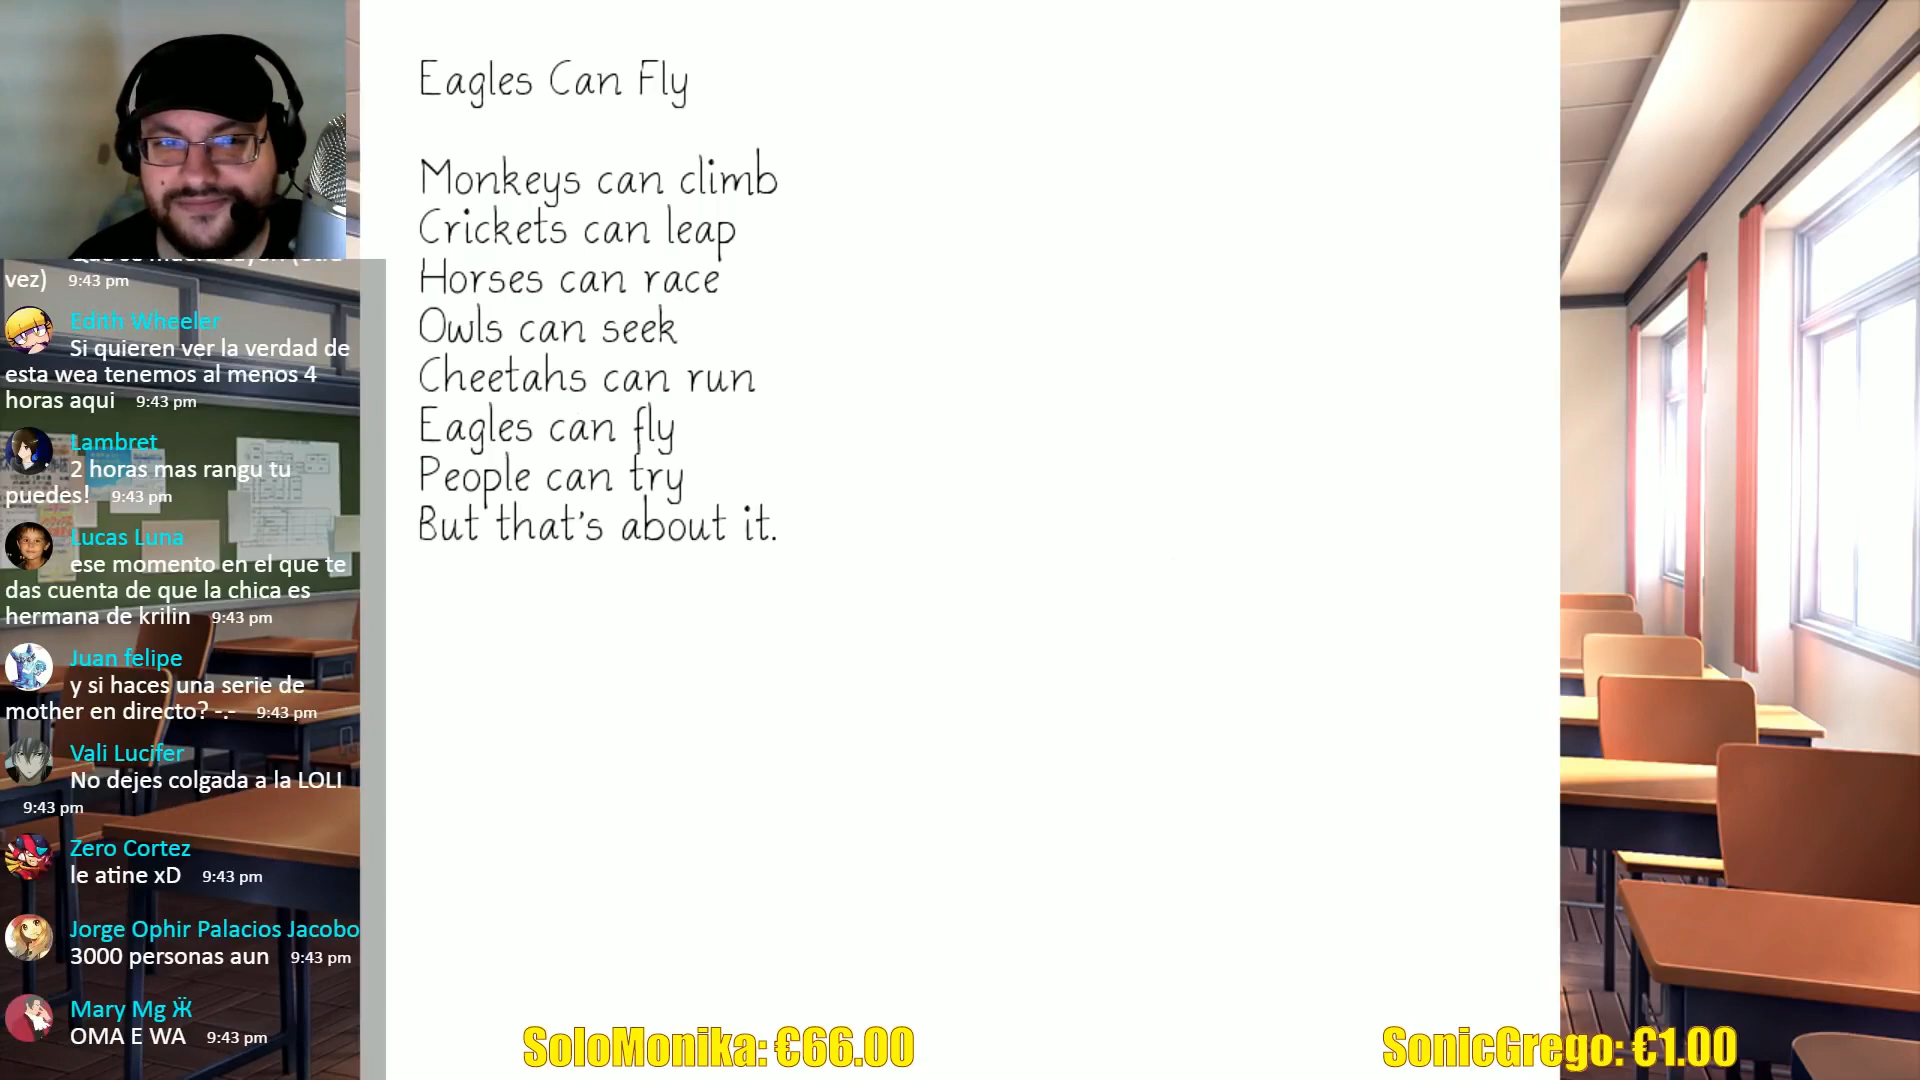 Eagles Can Fly
Monkeys can climb
Crickets can leap
Horses can race
Owls can seek
Cheetahs can run
Eagles can fly
People can try
But that's about it.
vez) 9:43 pm
Edith Wheeler
Si quieren ver la verdad de
esta wea tenemos al menos 4
horas aqui 9:43 pm
Lambret
2 horas mas rangu tu
puedes! 9:43 pm
Lucas Luna
ese momento en el que te
das cuenta de que la chica es
hermana de krilin 9:43 pm
Juan felipe
y si haces una serie de
mother en directo? -.- 9:43 pm
Vali Lucifer
No dejes colgada a la LOLI
9:43 pm
Zero Cortez
le atine xD 9:43 pm
Jorge Ophir Palacios Jacobo
3000 personas aun 9:43 pm
Mary Mg Ӝ
OMA E WA 9:43 pm
SoloMonika: €66.00
SonicGrego: €1.00